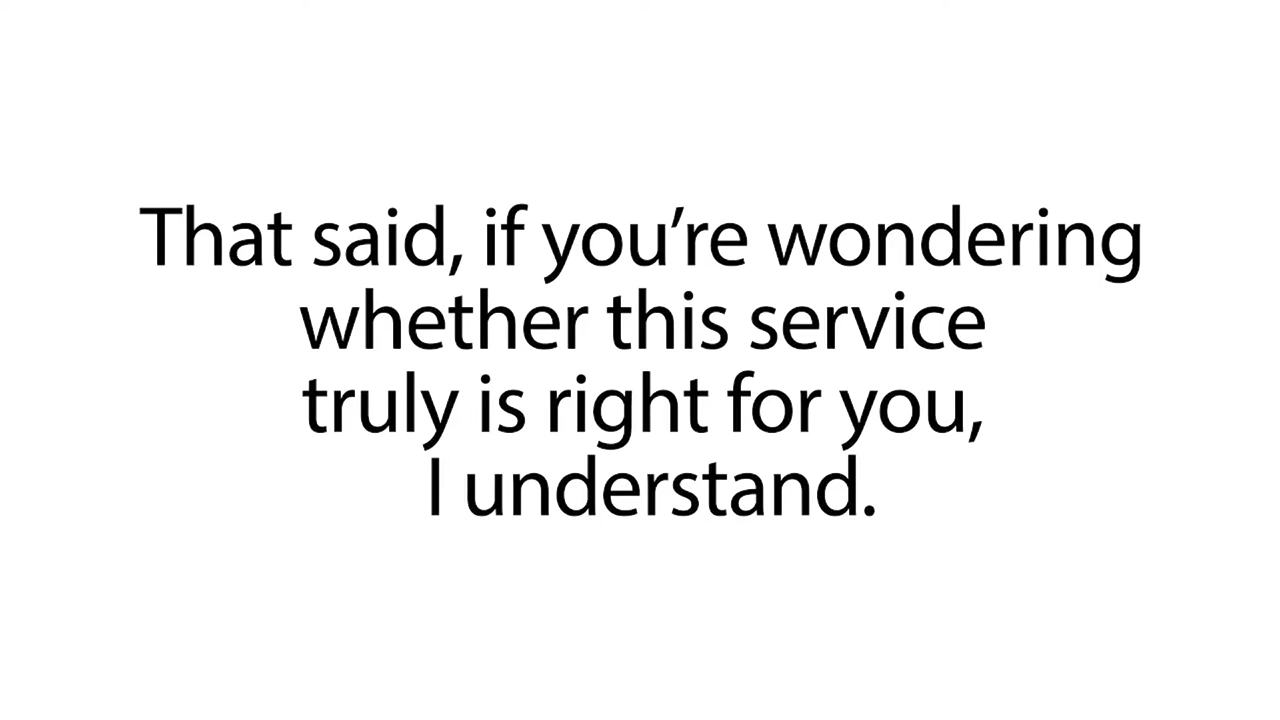 That said, if you’re wondering
whether this service
truly is right for you,
I understand.